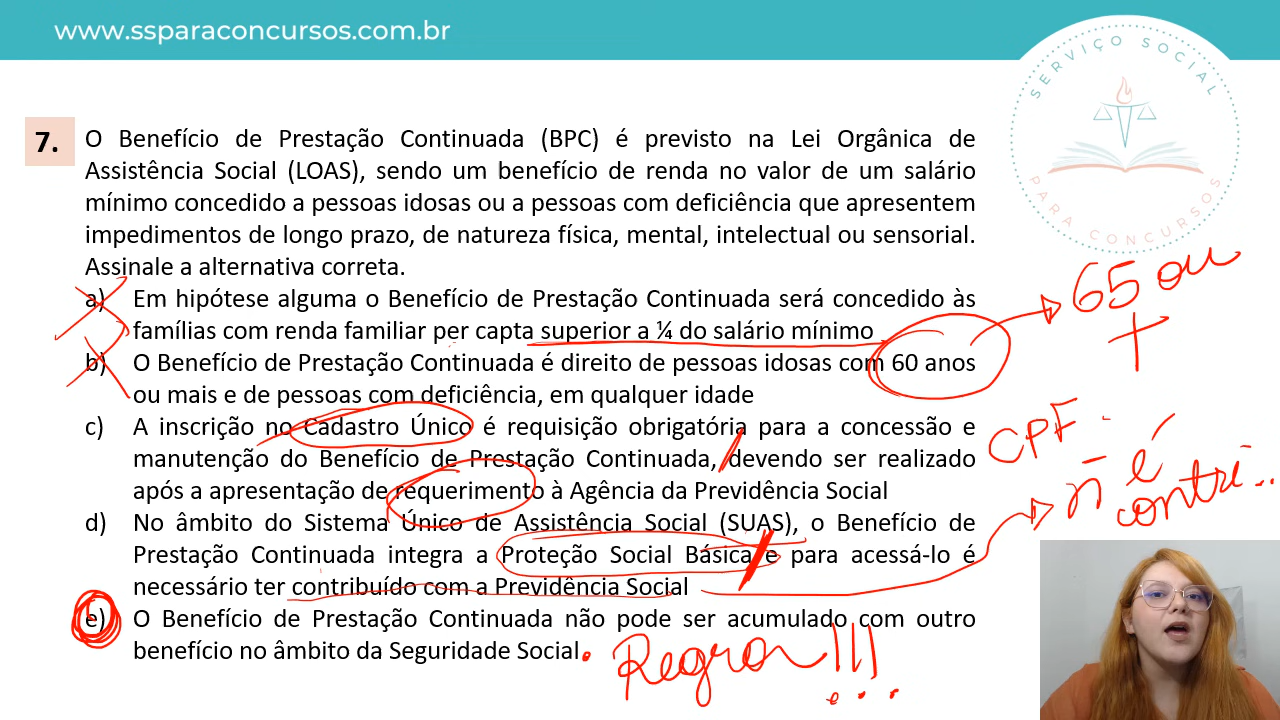 www.ssparaconcursos.com.br
SERVIÇO SOCIAL
PARA CONCURSOS
7.
O Benefício de Prestação Continuada (BPC) é previsto na Lei Orgânica de
Assistência Social (LOAS), sendo um benefício de renda no valor de um salário
mínimo concedido a pessoas idosas ou a pessoas com deficiência que apresentem
impedimentos de longo prazo, de natureza física, mental, intelectual ou sensorial.
Assinale a alternativa correta.
a) Em hipótese alguma o Benefício de Prestação Continuada será concedido às
famílias com renda familiar per capta superior a ¼ do salário mínimo
65 ou
+
b) O Benefício de Prestação Continuada é direito de pessoas idosas com 60 anos
ou mais e de pessoas com deficiência, em qualquer idade
c) A inscrição no Cadastro Único é requisição obrigatória para a concessão e
manutenção do Benefício de Prestação Continuada, devendo ser realizado
após a apresentação de requerimento à Agência da Previdência Social
CPF
ñ é
contri...
d) No âmbito do Sistema Único de Assistência Social (SUAS), o Benefício de
Prestação Continuada integra a Proteção Social Básica e para acessá-lo é
necessário ter contribuído com a Previdência Social
e) O Benefício de Prestação Continuada não pode ser acumulado com outro
benefício no âmbito da Seguridade Social.
Regra!!!